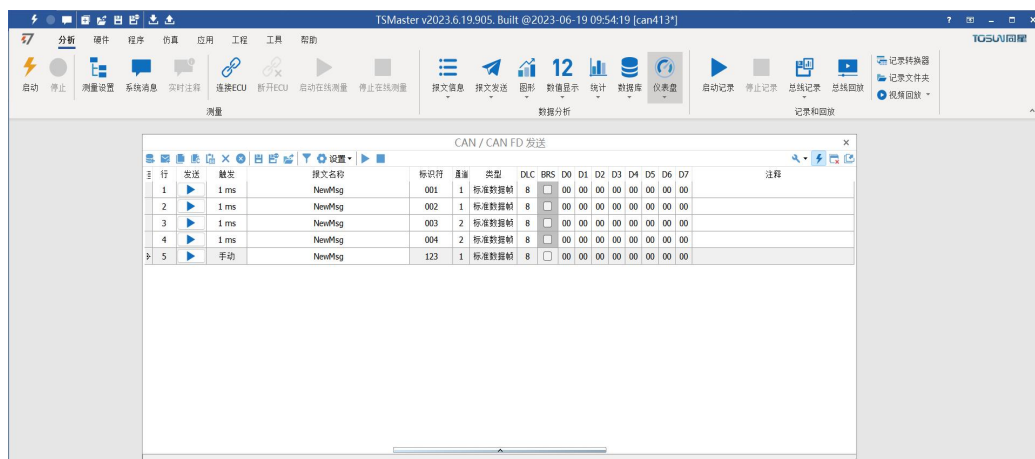 TSMaster v2023.6.19.905. Built @2023-06-19 09:54:19 [can413*]
分析 硬件 程序 仿真 应用 工程 工具 帮助
TOSUN同星
启动 停止 测量设置 系统消息 实时注释 连接ECU 断开ECU 启动在线测量 停止在线测量
测量
12
报文信息 报文发送 图形 数值显示 统计 数据库 仪表盘
数据分析
启动记录 停止记录 总线记录 总线回放
记录转换器
记录文件夹
视频回放
记录和回放
CAN / CAN FD 发送
设置
行 发送 触发 报文名称 标识符 通道 类型 DLC BRS D0 D1 D2 D3 D4 D5 D6 D7 注释
1 1 ms NewMsg 001 1 标准数据帧 8 00 00 00 00 00 00 00 00
2 1 ms NewMsg 002 1 标准数据帧 8 00 00 00 00 00 00 00 00
3 1 ms NewMsg 003 2 标准数据帧 8 00 00 00 00 00 00 00 00
4 1 ms NewMsg 004 2 标准数据帧 8 00 00 00 00 00 00 00 00
5 手动 NewMsg 123 1 标准数据帧 8 00 00 00 00 00 00 00 00